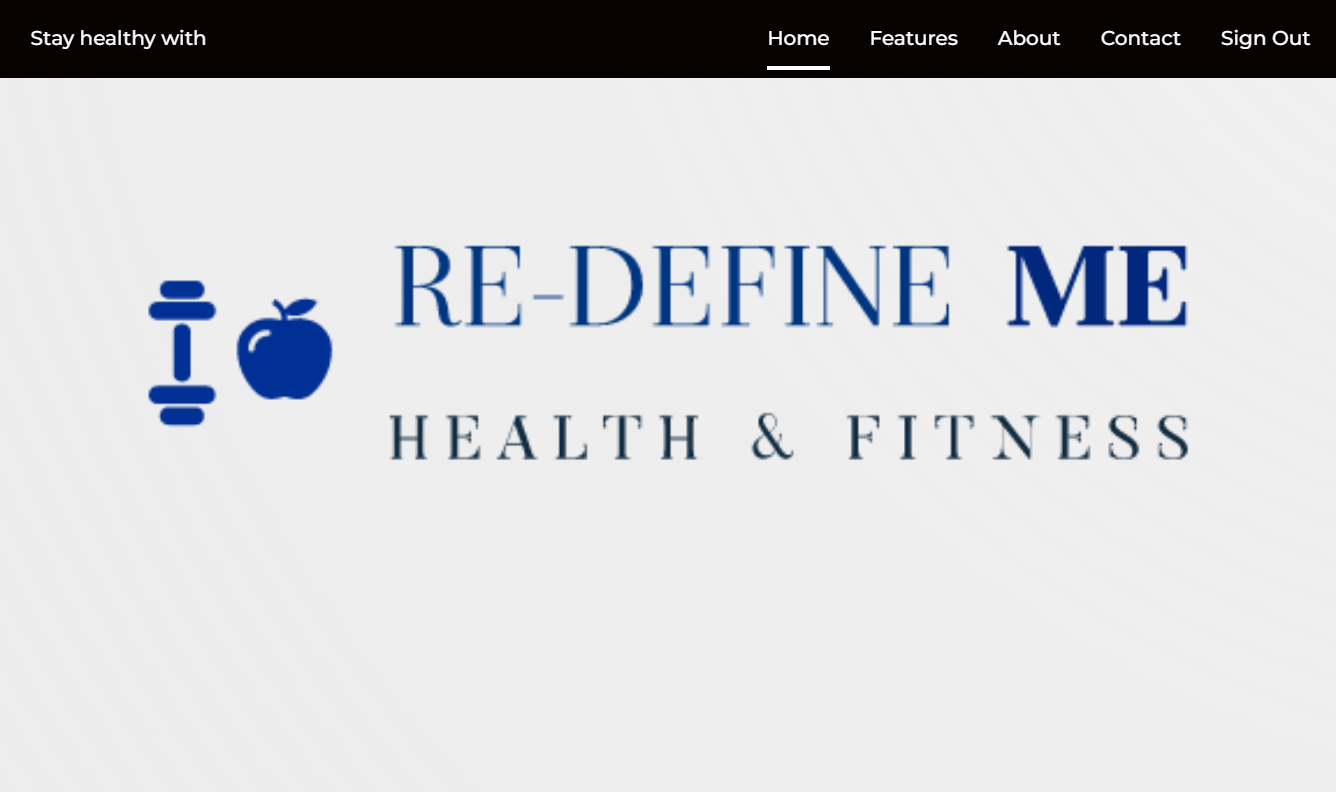 Stay healthy with
Home Features About Contact Sign Out
RE-DEFINE ME
HEALTH & FITNESS